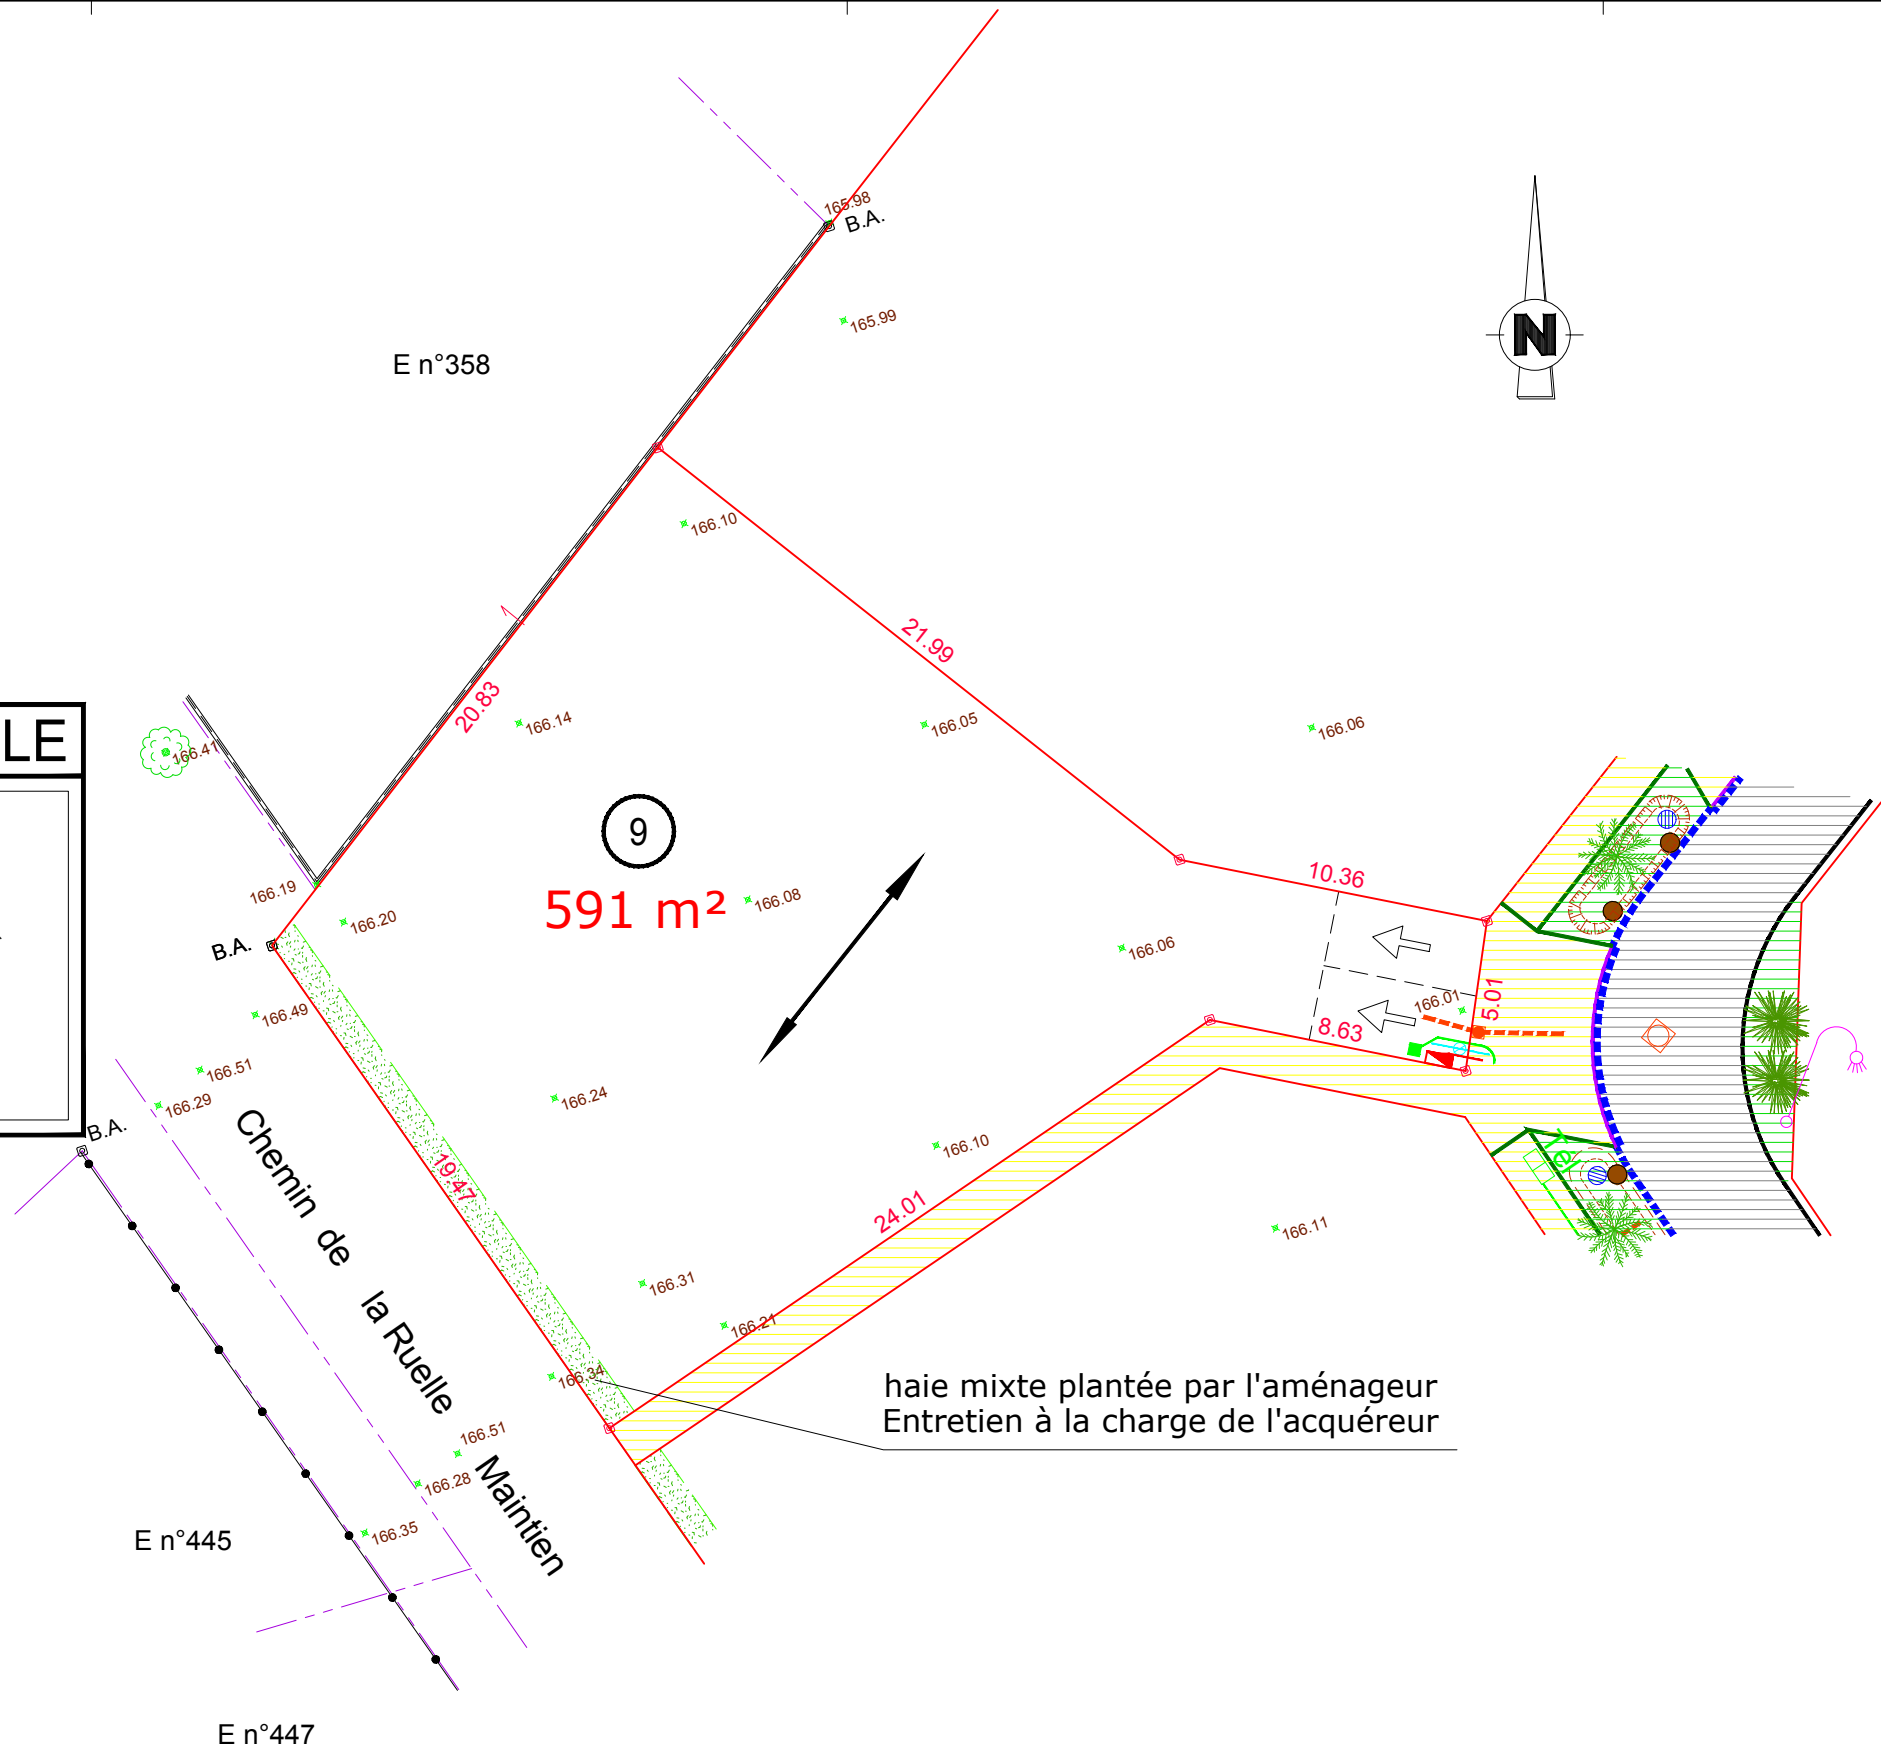 165.98
B.A.
165.99
E n°358
N
166.10
21.99
20.83
166.14
166.05
166.06
LE
166.41
9
591 m²
166.08
10.36
166.19
166.20
B.A.
166.06
166.49
166.01
5.01
8.63
166.51
166.29
166.24
B.A.
Chemin de la Ruelle Maintien
19.47
166.10
24.01
166.11
166.31
166.21
166.34
haie mixte plantée par l'aménageur
Entretien à la charge de l'acquéreur
166.51
166.28
166.35
E n°445
E n°447